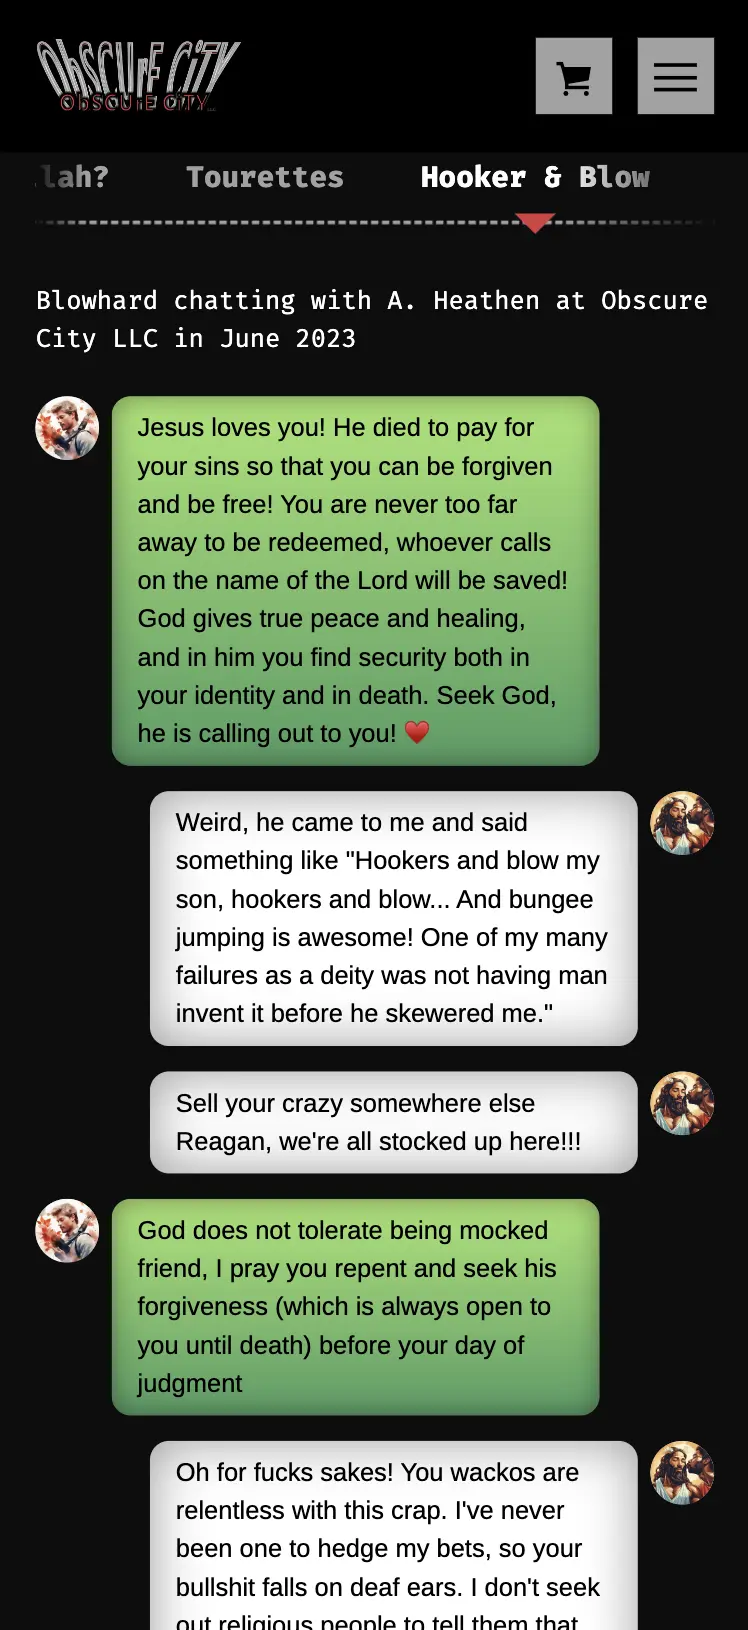 ObSCUrE CiTY
ObSCUrE CiTY
lah?
Tourettes
Hooker & Blow
Blowhard chatting with A. Heathen at Obscure
City LLC in June 2023
Jesus loves you! He died to pay for
your sins so that you can be forgiven
and be free! You are never too far
away to be redeemed, whoever calls
on the name of the Lord will be saved!
God gives true peace and healing,
and in him you find security both in
your identity and in death. Seek God,
he is calling out to you! ♥️
Weird, he came to me and said
something like "Hookers and blow my
son, hookers and blow... And bungee
jumping is awesome! One of my many
failures as a deity was not having man
invent it before he skewered me."
Sell your crazy somewhere else
Reagan, we're all stocked up here!!!
God does not tolerate being mocked
friend, I pray you repent and seek his
forgiveness (which is always open to
you until death) before your day of
judgment
Oh for fucks sakes! You wackos are
relentless with this crap. I've never
been one to hedge my bets, so your
bullshit falls on deaf ears. I don't seek
out religious people to tell them that